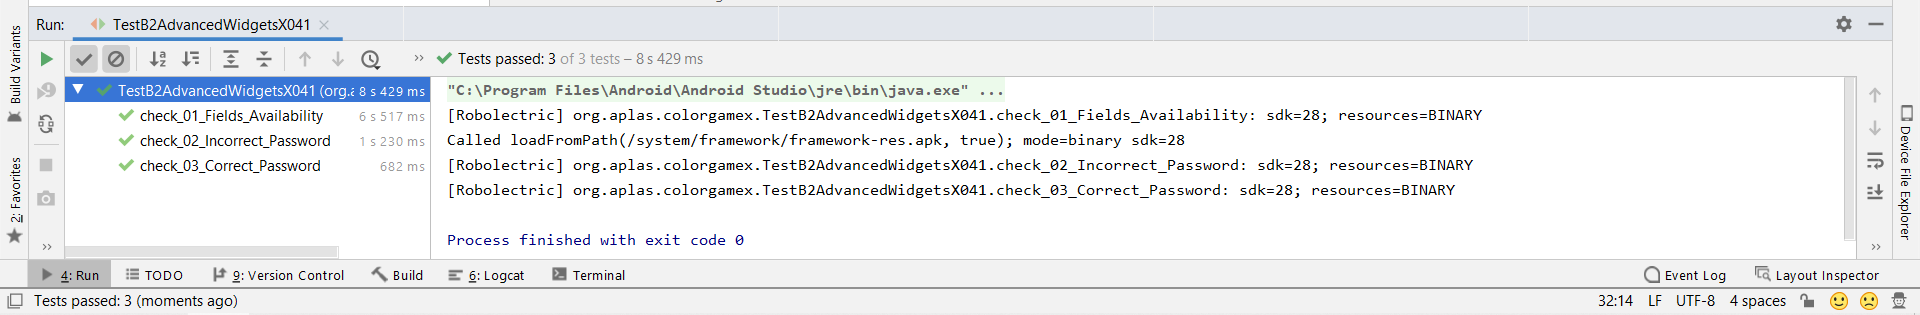 Run: TestB2AdvancedWidgetsX041
Tests passed: 3 of 3 tests – 8 s 429 ms
TestB2AdvancedWidgetsX041 (org.a 8 s 429 ms
check_01_Fields_Availability 6 s 517 ms
check_02_Incorrect_Password 1 s 230 ms
check_03_Correct_Password 682 ms
"C:\Program Files\Android\Android Studio\jre\bin\java.exe" ...
[Robolectric] org.aplas.colorgamex.TestB2AdvancedWidgetsX041.check_01_Fields_Availability: sdk=28; resources=BINARY
Called loadFromPath(/system/framework/framework-res.apk, true); mode=binary sdk=28
[Robolectric] org.aplas.colorgamex.TestB2AdvancedWidgetsX041.check_02_Incorrect_Password: sdk=28; resources=BINARY
[Robolectric] org.aplas.colorgamex.TestB2AdvancedWidgetsX041.check_03_Correct_Password: sdk=28; resources=BINARY
Process finished with exit code 0
Build Variants
2: Favorites
Device File Explorer
4: Run TODO 9: Version Control Build 6: Logcat Terminal Event Log Layout Inspector
Tests passed: 3 (moments ago) 32:14 LF UTF-8 4 spaces